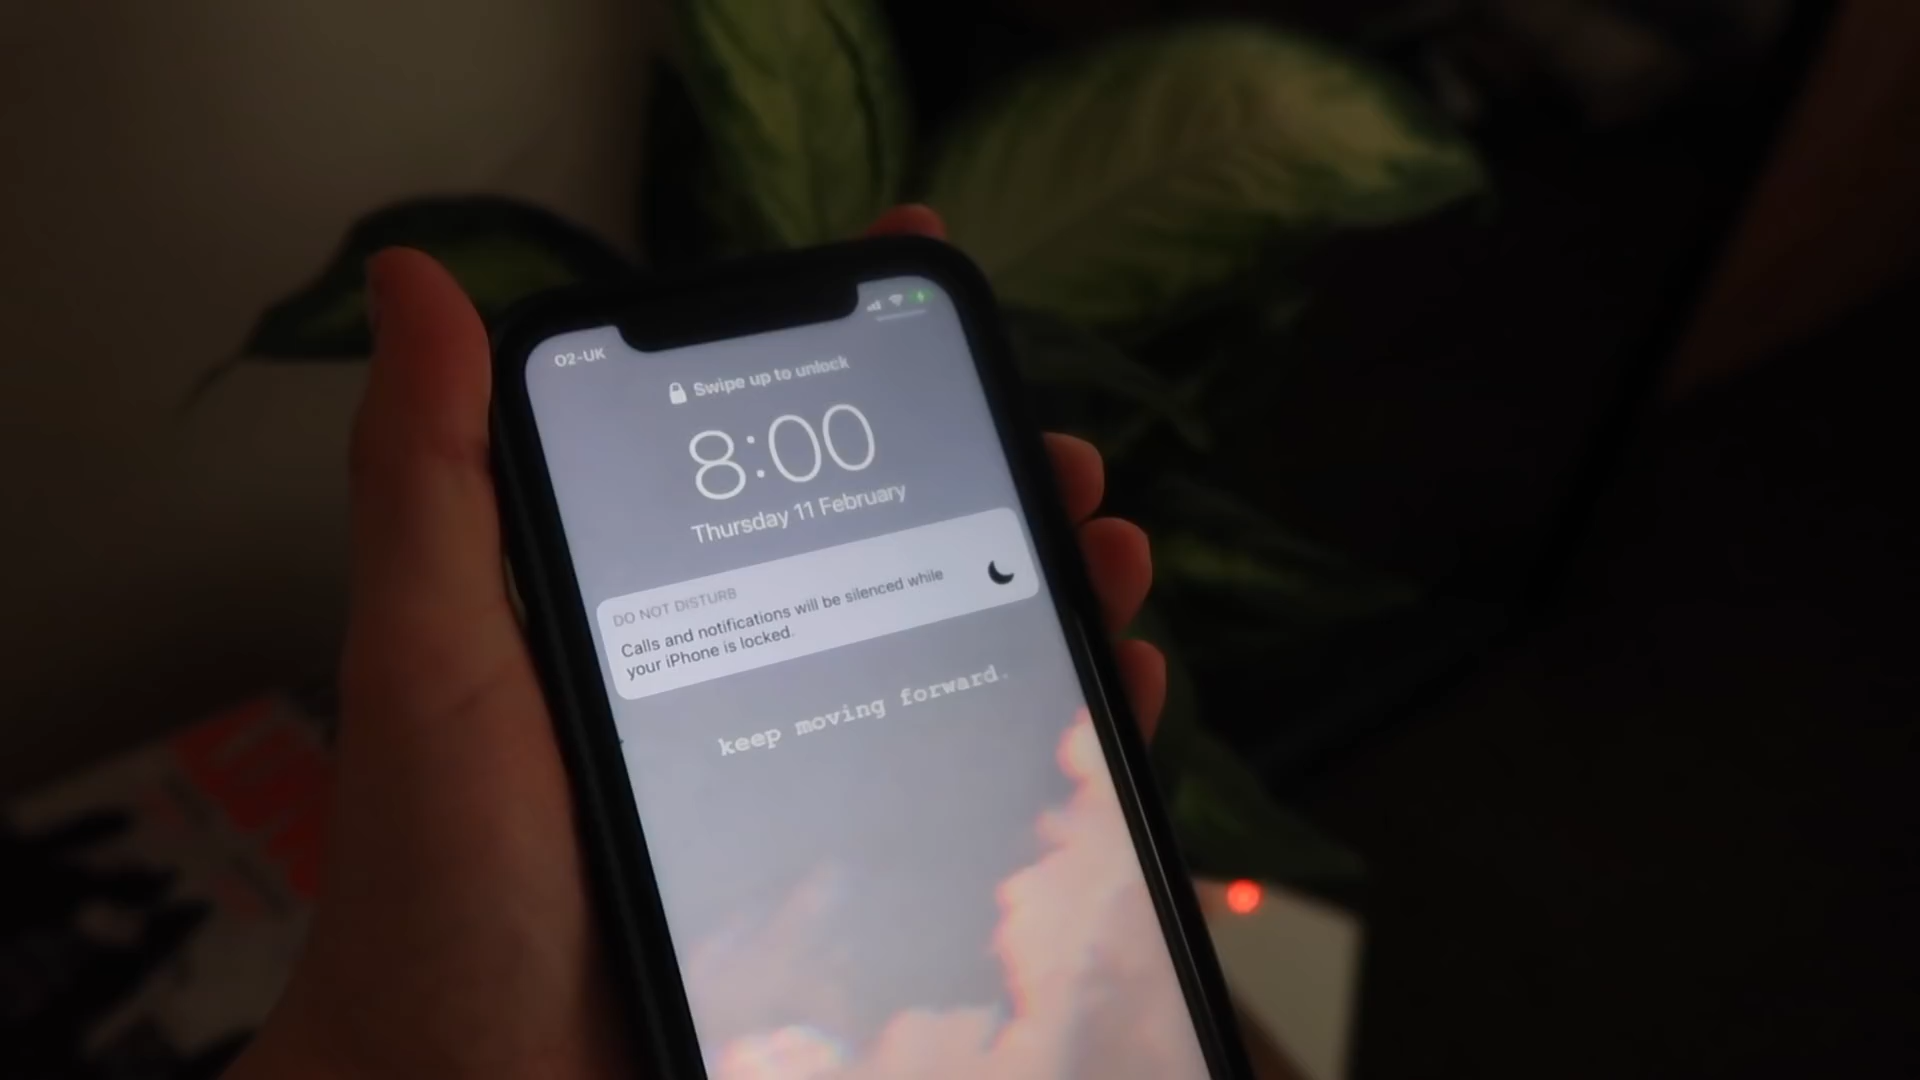 O2-UK
Swipe up to unlock
8:00
Thursday 11 February
DO NOT DISTURB
Calls and notifications will be silenced while
your iPhone is locked.
keep moving forward.